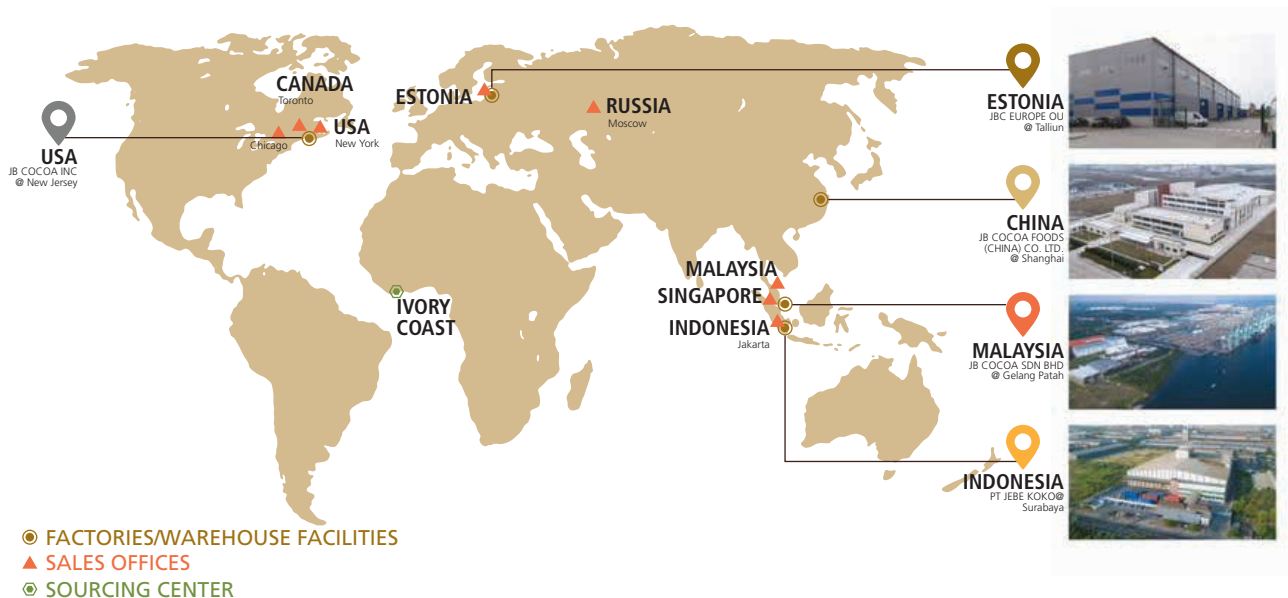 CANADA
Toronto
USA
New York
Chicago
USA
JB COCOA INC
@ New Jersey
ESTONIA
RUSSIA
Moscow
IVORY
COAST
MALAYSIA
SINGAPORE
INDONESIA
Jakarta
ESTONIA
JBC EUROPE OU
@ Talliun
CHINA
JB COCOA FOODS
(CHINA) CO. LTD.
@ Shanghai
MALAYSIA
JB COCOA SDN BHD
@ Gelang Patah
INDONESIA
PT JEBE KOKO@
Surabaya
FACTORIES/WAREHOUSE FACILITIES
SALES OFFICES
SOURCING CENTER